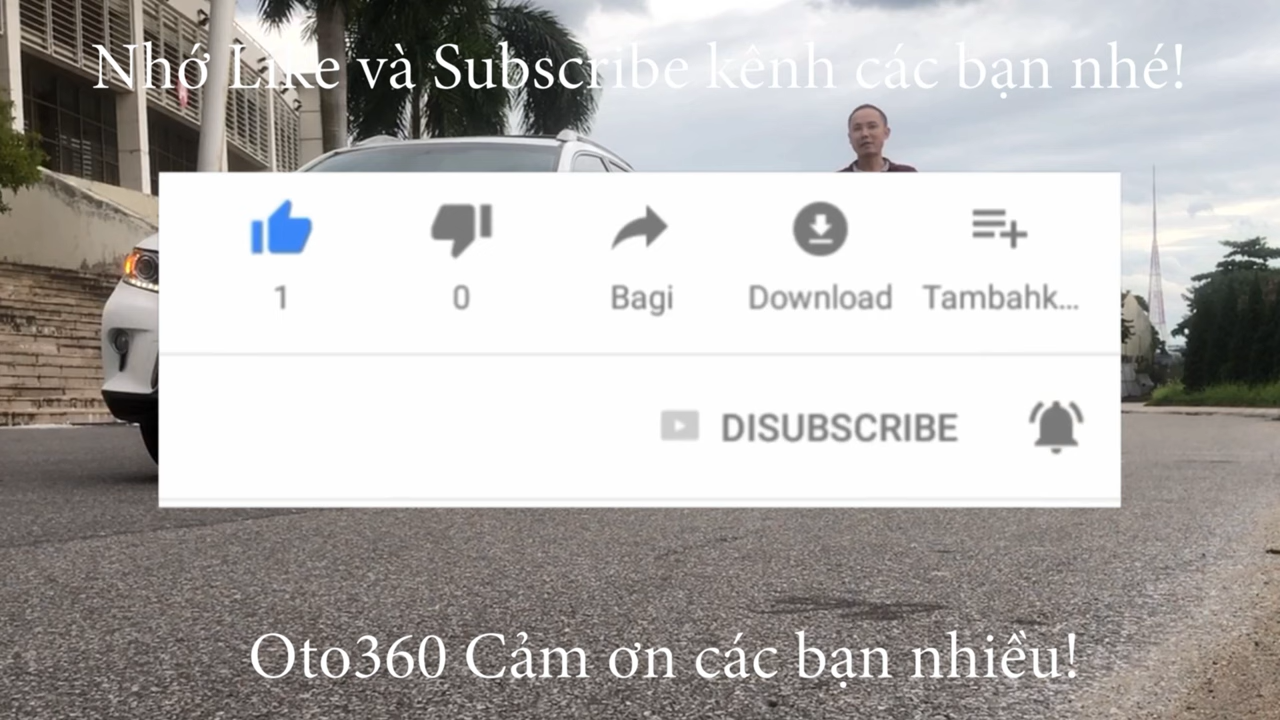 Nhớ Like và Subscribe kênh các bạn nhé!
1 0 Bagi Download Tambahk...
DISUBSCRIBE
Oto360 Cảm ơn các bạn nhiều!